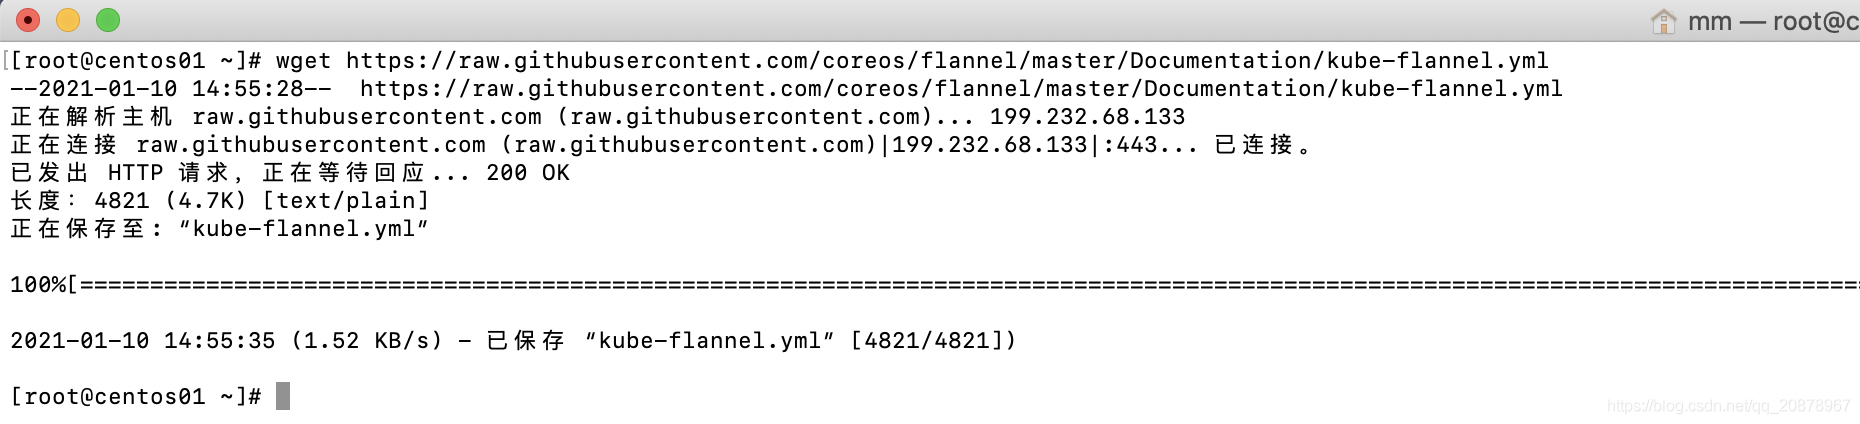 mm — root@c
[root@centos01 ~]# wget https://raw.githubusercontent.com/coreos/flannel/master/Documentation/kube-flannel.yml
--2021-01-10 14:55:28--  https://raw.githubusercontent.com/coreos/flannel/master/Documentation/kube-flannel.yml
正在解析主机 raw.githubusercontent.com (raw.githubusercontent.com)... 199.232.68.133
正在连接 raw.githubusercontent.com (raw.githubusercontent.com)|199.232.68.133|:443... 已连接。
已发出 HTTP 请求，正在等待回应... 200 OK
长度：4821 (4.7K) [text/plain]
正在保存至: “kube-flannel.yml”
100%[===============================================================================================================================
2021-01-10 14:55:35 (1.52 KB/s) - 已保存 “kube-flannel.yml” [4821/4821])
[root@centos01 ~]#
https://blog.csdn.net/qq_20878967